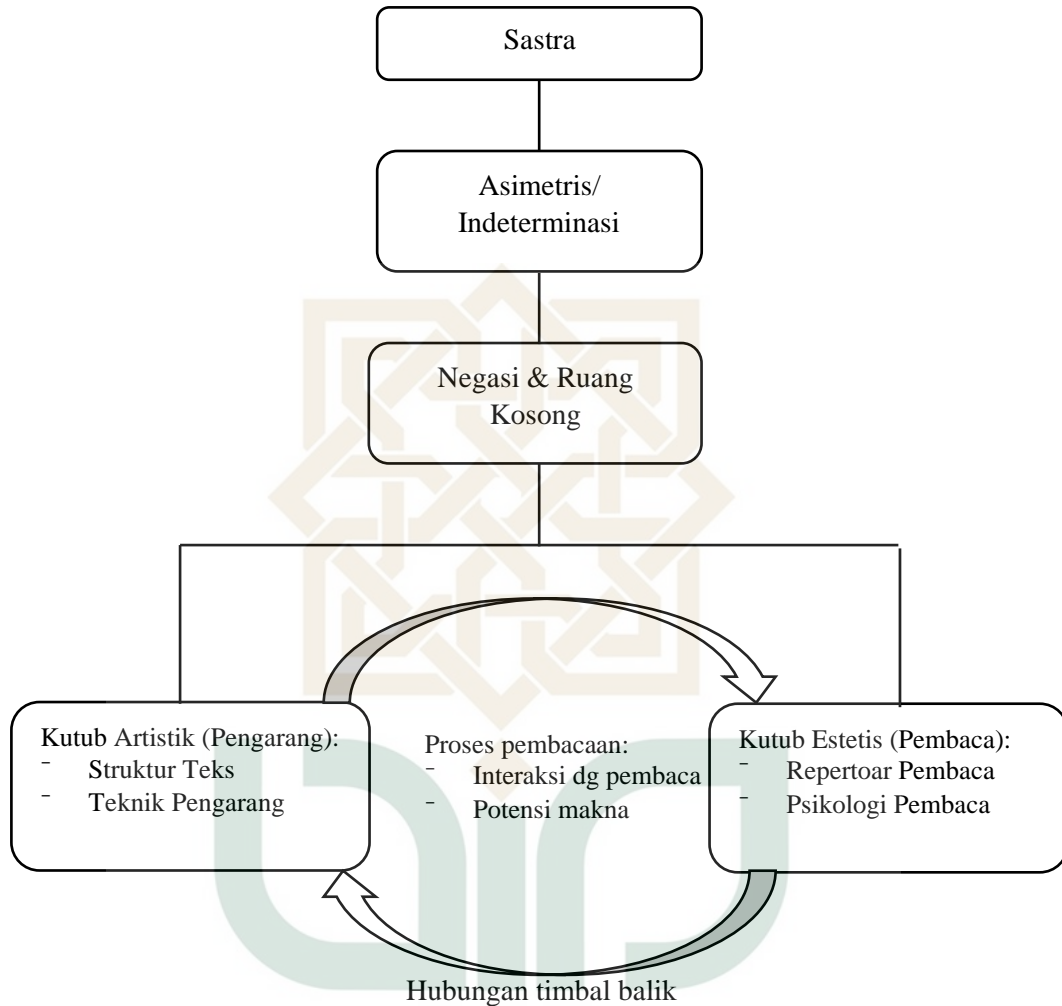 Sastra
Asimetris/
Indeterminasi
Negasi & Ruang
Kosong
Kutub Artistik (Pengarang):
- Struktur Teks
- Teknik Pengarang
Proses pembacaan:
- Interaksi dg pembaca
- Potensi makna
Kutub Estetis (Pembaca):
- Repertoar Pembaca
- Psikologi Pembaca
Hubungan timbal balik